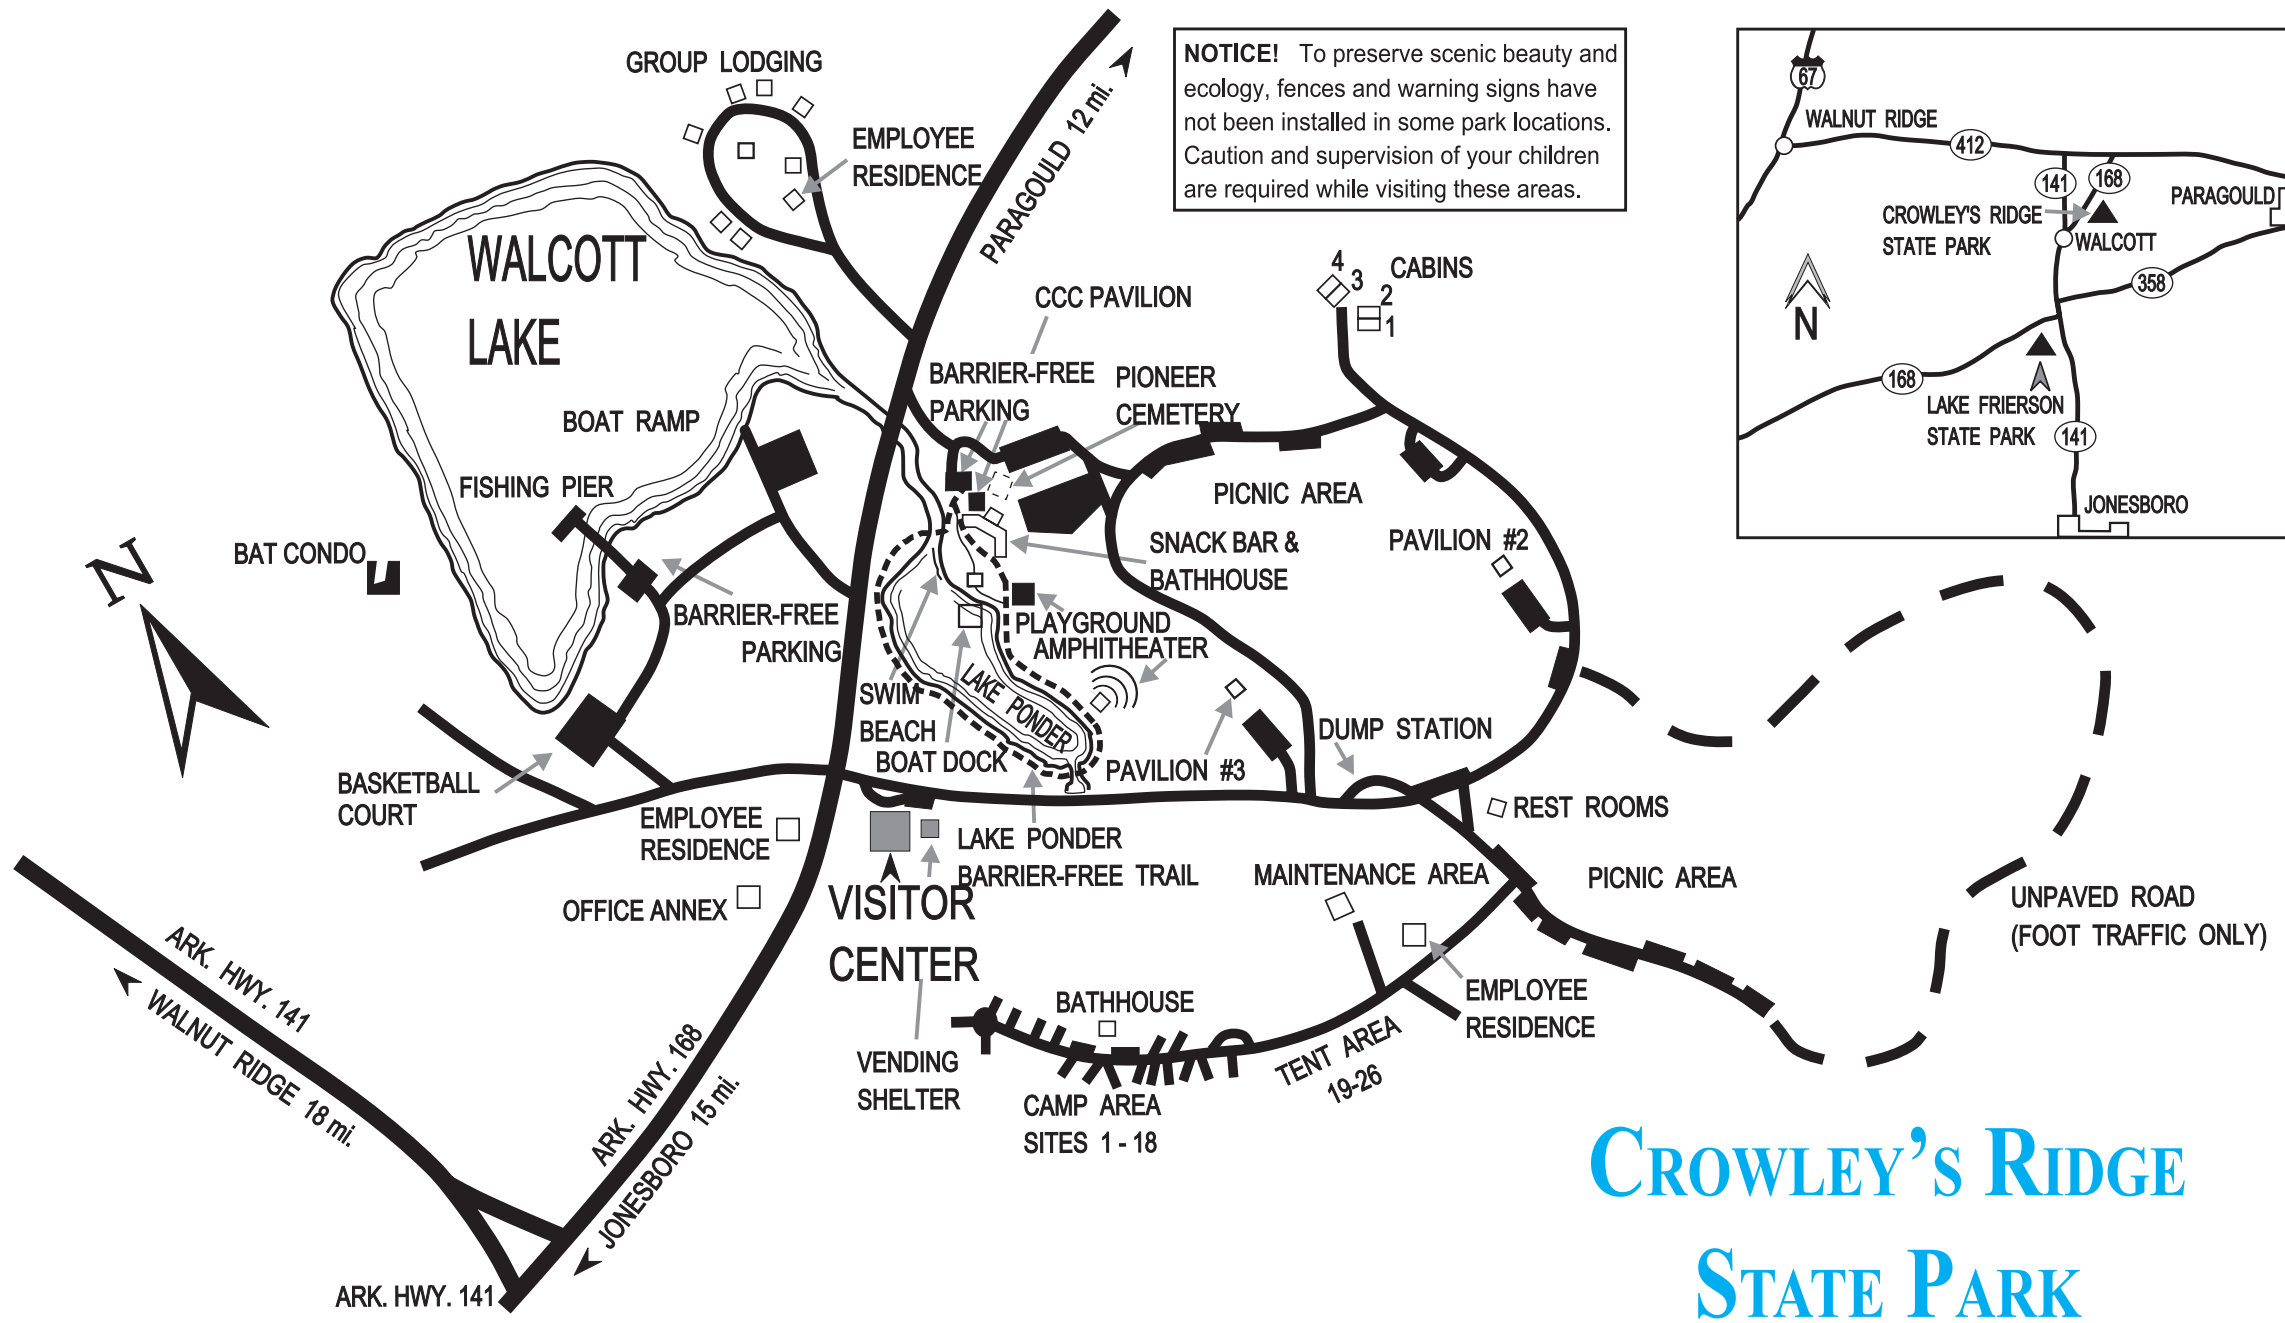 GROUP LODGING
EMPLOYEE
RESIDENCE
PARAGOULD 12 mi.
NOTICE! To preserve scenic beauty and
ecology, fences and warning signs have
not been installed in some park locations.
Caution and supervision of your children
are required while visiting these areas.
67
WALNUT RIDGE
412
141
168
PARAGOULD
CROWLEY'S RIDGE
STATE PARK
WALCOTT
358
N
168
LAKE FRIERSON
STATE PARK
141
JONESBORO
WALCOTT
LAKE
CCC PAVILION
4
3
2
1
CABINS
BARRIER-FREE
PARKING
PIONEER
CEMETERY
BOAT RAMP
FISHING PIER
PICNIC AREA
BAT CONDO
N
SNACK BAR &
BATHHOUSE
PAVILION #2
BARRIER-FREE
PARKING
PLAYGROUND
AMPHITHEATER
SWIM
BEACH
LAKE PONDER
BOAT DOCK
PAVILION #3
DUMP STATION
BASKETBALL
COURT
EMPLOYEE
RESIDENCE
LAKE PONDER
BARRIER-FREE TRAIL
REST ROOMS
MAINTENANCE AREA
PICNIC AREA
UNPAVED ROAD
(FOOT TRAFFIC ONLY)
OFFICE ANNEX
VISITOR
CENTER
ARK. HWY. 141
WALNUT RIDGE 18 mi.
BATHHOUSE
EMPLOYEE
RESIDENCE
VENDING
SHELTER
TENT AREA
19-26
CAMP AREA
SITES 1 - 18
ARK. HWY. 168
JONESBORO 15 mi.
ARK. HWY. 141
CROWLEY'S RIDGE
STATE PARK